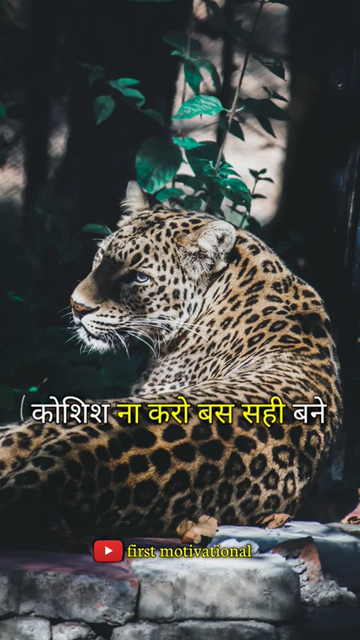 कोशिश ना करो बस सही बने
first motivational